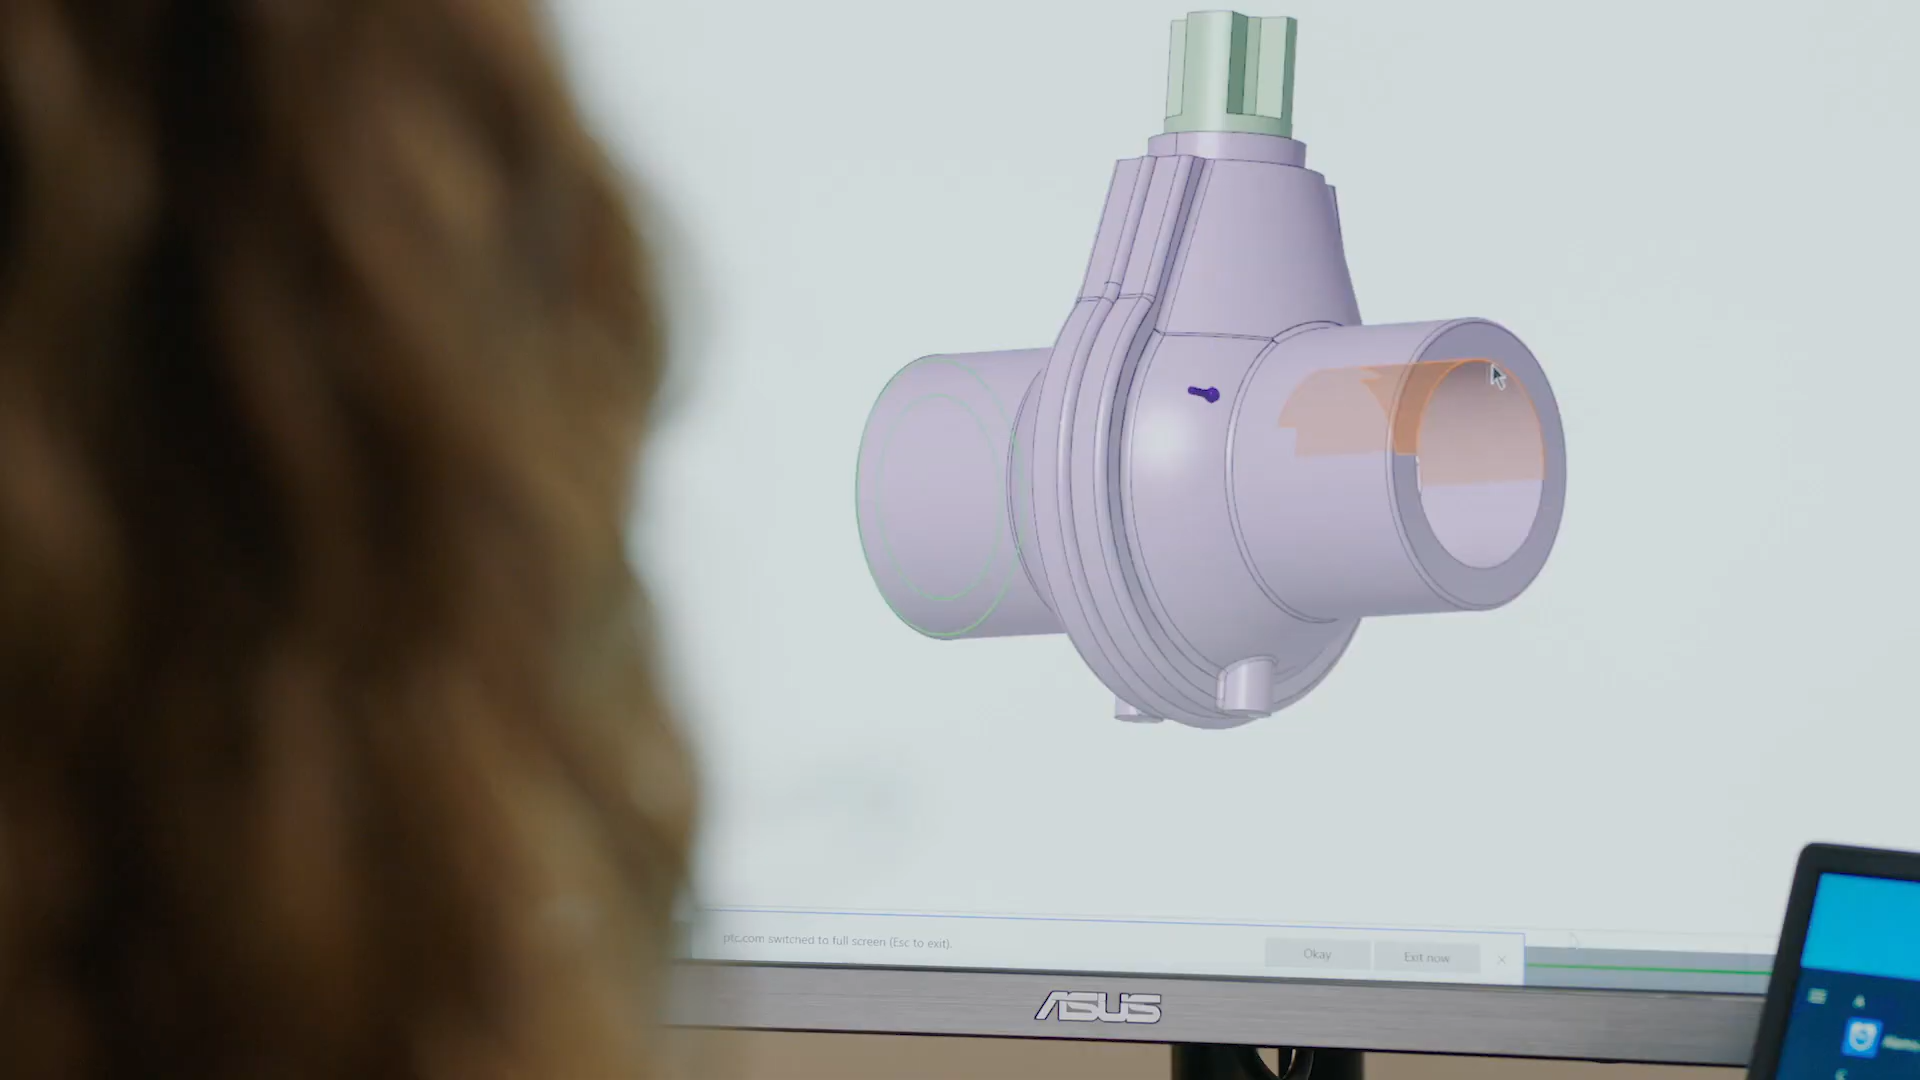 ptc.com switched to full screen (Esc to exit).
Okay
Exit now
ASUS